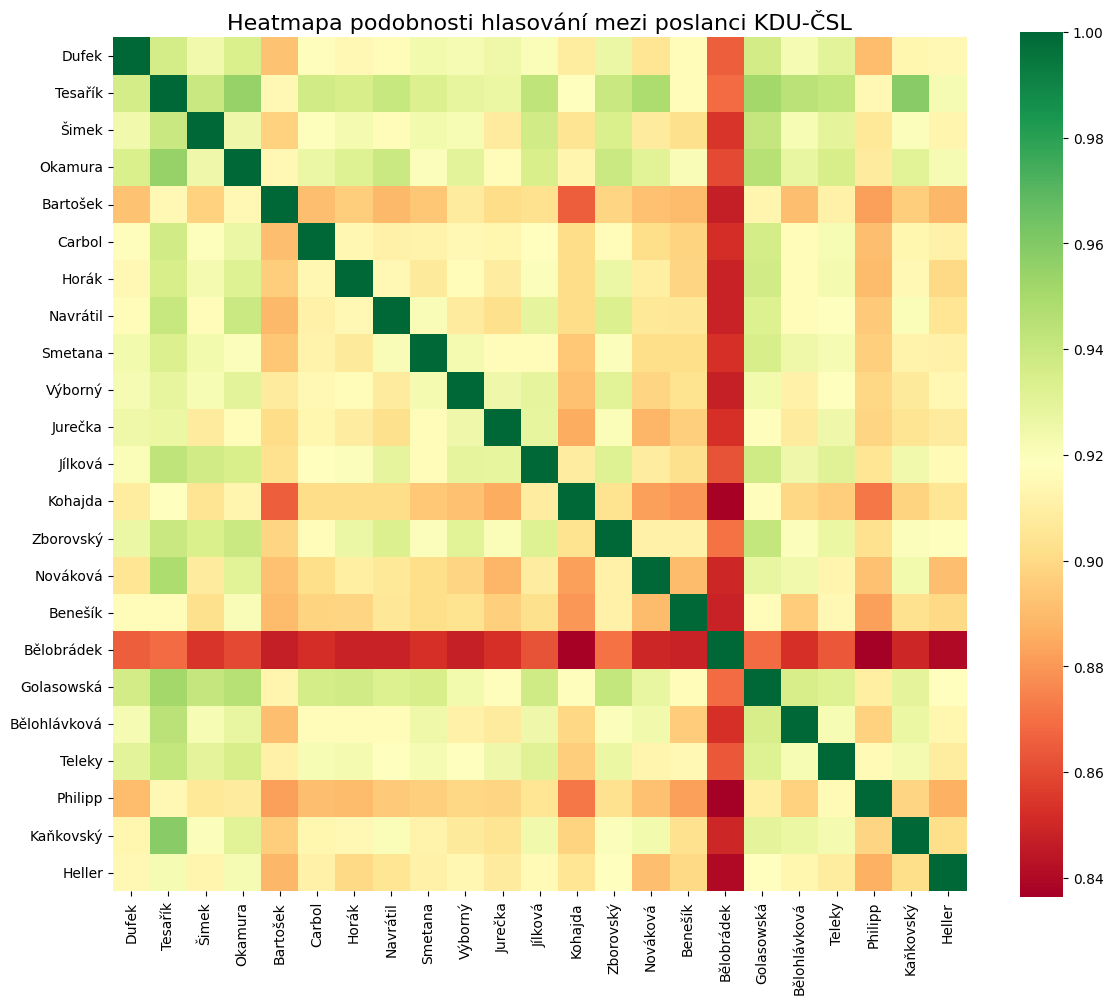 Heatmapa podobnosti hlasování mezi poslanci KDU-ČSL
Dufek
Tesařík
Šimek
Okamura
Bartošek
Carbol
Horák
Navrátil
Smetana
Výborný
Jurečka
Jílková
Kohajda
Zborovský
Nováková
Benešík
Bělobrádek
Golasowská
Bělohlávková
Teleky
Philipp
Kaňkovský
Heller
Dufek
Tesařík
Šimek
Okamura
Bartošek
Carbol
Horák
Navrátil
Smetana
Výborný
Jurečka
Jílková
Kohajda
Zborovský
Nováková
Benešík
Bělobrádek
Golasowská
Bělohlávková
Teleky
Philipp
Kaňkovský
Heller
1.00
0.98
0.96
0.94
0.92
0.90
0.88
0.86
0.84